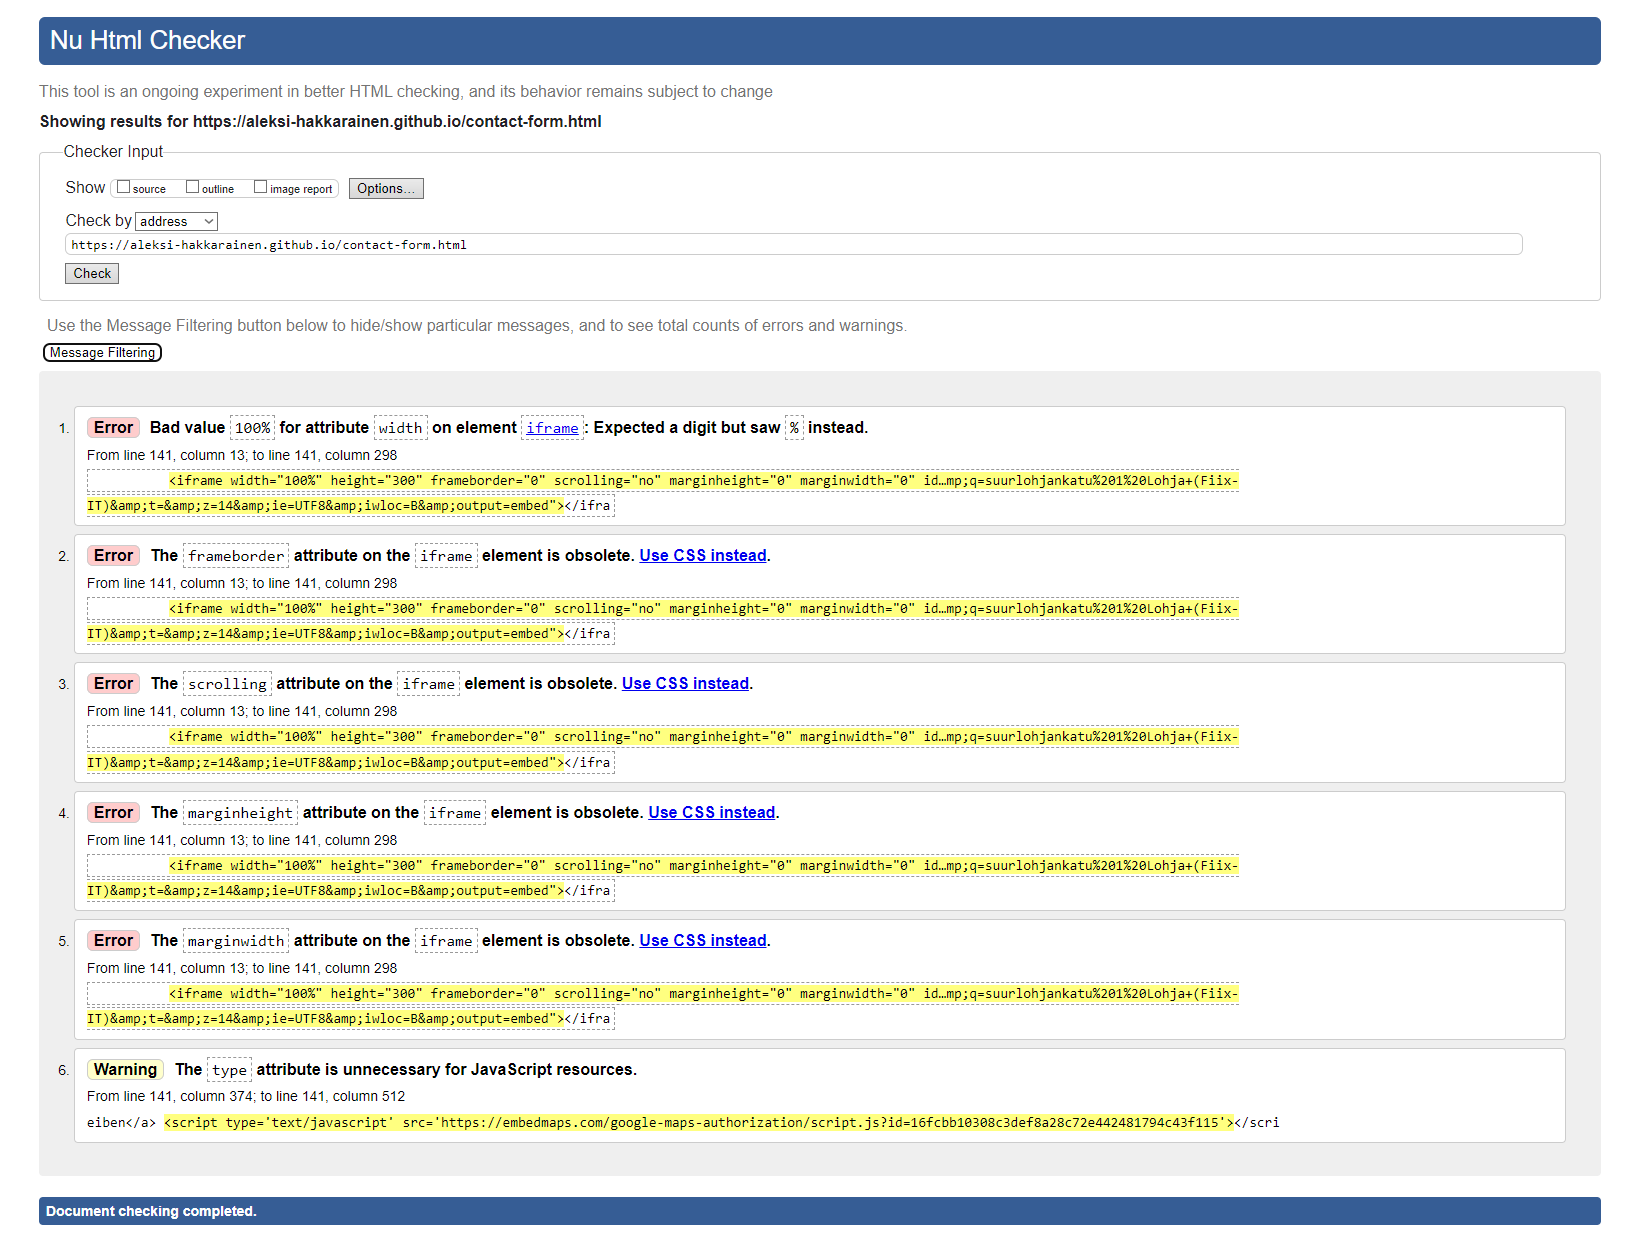 Nu Html Checker
This tool is an ongoing experiment in better HTML checking, and its behavior remains subject to change
Showing results for https://aleksi-hakkarainen.github.io/contact-form.html
Checker Input
Show source outline image report Options...
Check by address
https://aleksi-hakkarainen.github.io/contact-form.html
Check
Use the Message Filtering button below to hide/show particular messages, and to see total counts of errors and warnings.
Message Filtering
1. Error Bad value 100% for attribute width on element iframe: Expected a digit but saw % instead.
From line 141, column 13; to line 141, column 298
<iframe width="100%" height="300" frameborder="0" scrolling="no" marginheight="0" marginwidth="0" id…mp;q=suurlohjankatu%201%20Lohja+(Fiix-
IT)&amp;t=&amp;z=14&amp;ie=UTF8&amp;iwloc=B&amp;output=embed"></ifra
2. Error The frameborder attribute on the iframe element is obsolete. Use CSS instead.
From line 141, column 13; to line 141, column 298
<iframe width="100%" height="300" frameborder="0" scrolling="no" marginheight="0" marginwidth="0" id…mp;q=suurlohjankatu%201%20Lohja+(Fiix-
IT)&amp;t=&amp;z=14&amp;ie=UTF8&amp;iwloc=B&amp;output=embed"></ifra
3. Error The scrolling attribute on the iframe element is obsolete. Use CSS instead.
From line 141, column 13; to line 141, column 298
<iframe width="100%" height="300" frameborder="0" scrolling="no" marginheight="0" marginwidth="0" id…mp;q=suurlohjankatu%201%20Lohja+(Fiix-
IT)&amp;t=&amp;z=14&amp;ie=UTF8&amp;iwloc=B&amp;output=embed"></ifra
4. Error The marginheight attribute on the iframe element is obsolete. Use CSS instead.
From line 141, column 13; to line 141, column 298
<iframe width="100%" height="300" frameborder="0" scrolling="no" marginheight="0" marginwidth="0" id…mp;q=suurlohjankatu%201%20Lohja+(Fiix-
IT)&amp;t=&amp;z=14&amp;ie=UTF8&amp;iwloc=B&amp;output=embed"></ifra
5. Error The marginwidth attribute on the iframe element is obsolete. Use CSS instead.
From line 141, column 13; to line 141, column 298
<iframe width="100%" height="300" frameborder="0" scrolling="no" marginheight="0" marginwidth="0" id…mp;q=suurlohjankatu%201%20Lohja+(Fiix-
IT)&amp;t=&amp;z=14&amp;ie=UTF8&amp;iwloc=B&amp;output=embed"></ifra
6. Warning The type attribute is unnecessary for JavaScript resources.
From line 141, column 374; to line 141, column 512
eiben</a> <script type='text/javascript' src='https://embedmaps.com/google-maps-authorization/script.js?id=16fcbb10308c3def8a28c72e442481794c43f115'></scri
Document checking completed.